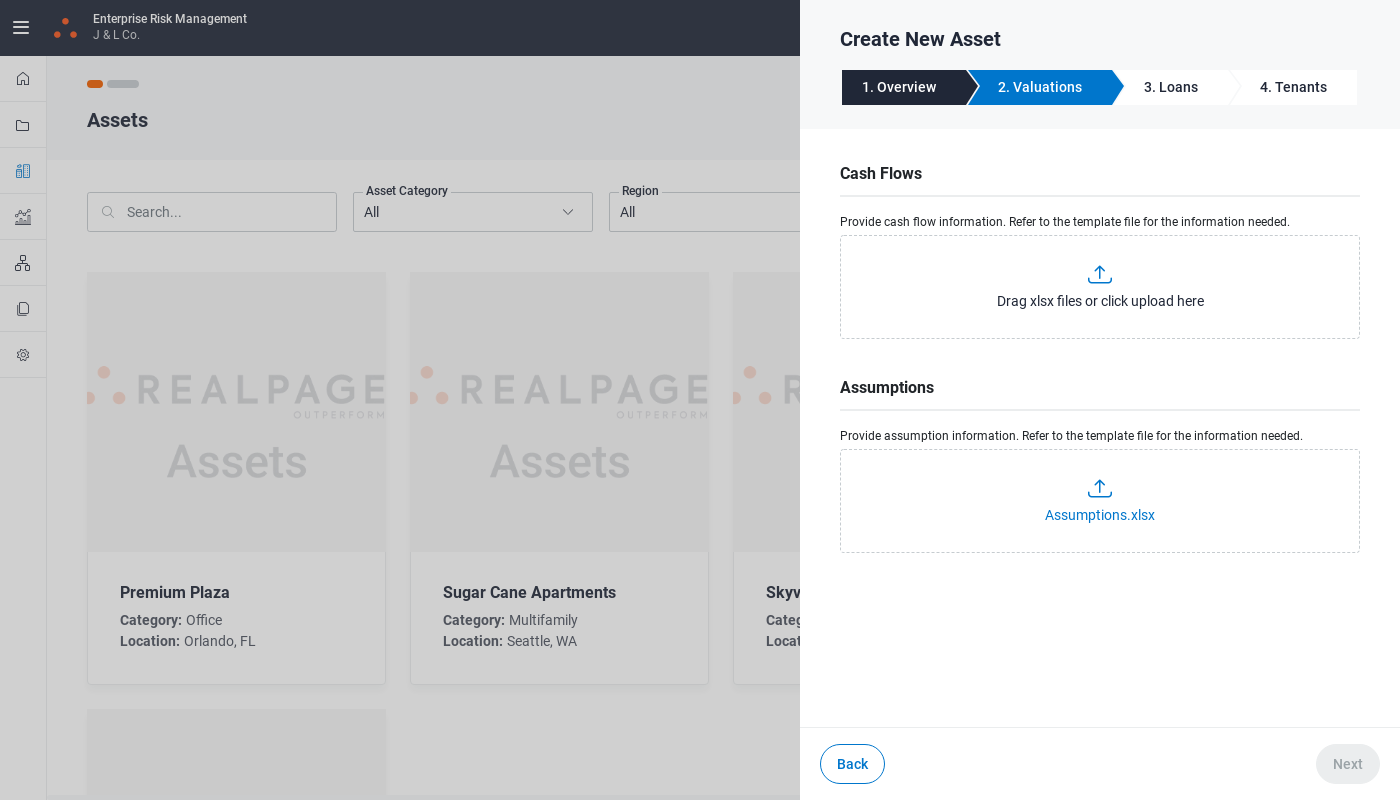 Enterprise Risk Management
J & L Co.
Assets
Search...
Asset Category
All
Region
All
REALPAGE
OUTPERFORM
Assets
REALPAGE
OUTPERFORM
Assets
R
Premium Plaza
Category: Office
Location: Orlando, FL
Sugar Cane Apartments
Category: Multifamily
Location: Seattle, WA
Create New Asset
1. Overview
2. Valuations
3. Loans
4. Tenants
Cash Flows
Provide cash flow information. Refer to the template file for the information needed.
Drag xlsx files or click upload here
Assumptions
Provide assumption information. Refer to the template file for the information needed.
Assumptions.xlsx
Back
Next